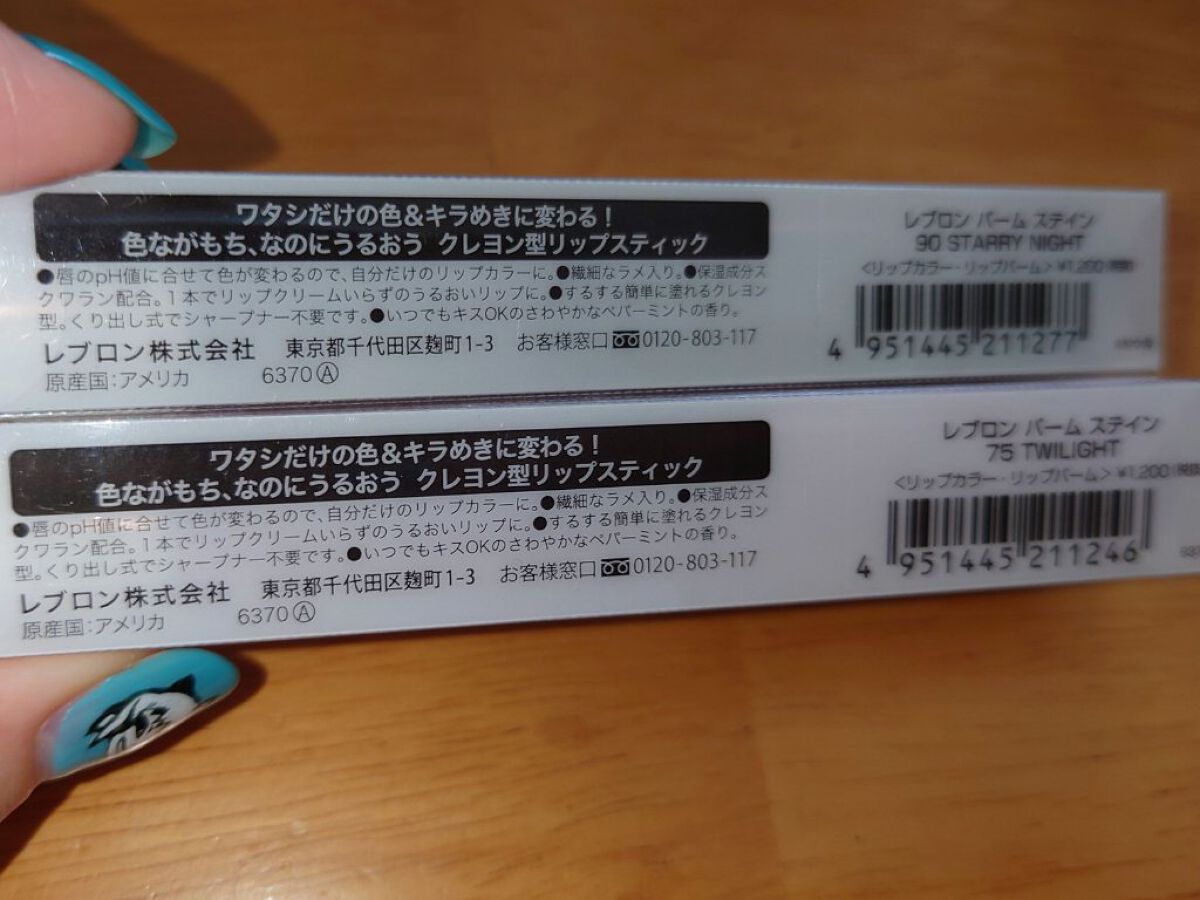 ワタシだけの色&キラめきに変わる!
色ながもち、なのにうるおう クレヨン型リップスティック
●唇のpH値に合せて色が変わるので、自分だけのリップカラーに。●繊細なラメ入り。●保湿成分ス
クワラン配合。1本でリップクリームいらずのうるおいリップに。●するする簡単に塗れるクレヨン
型。くり出し式でシャープナー不要です。●いつでもキスOKのさわやかなペパーミントの香り。
レブロン株式会社 東京都千代田区麹町1-3 お客様窓口 0120-803-117
原産国:アメリカ 6370Ⓐ
レブロン バーム ステイン
90 STARRY NIGHT
<リップカラー・リップバーム>¥1,200
4 951445 211277
ワタシだけの色&キラめきに変わる!
色ながもち、なのにうるおう クレヨン型リップスティック
●唇のpH値に合せて色が変わるので、自分だけのリップカラーに。●繊細なラメ入り。●保湿成分ス
クワラン配合。1本でリップクリームいらずのうるおいリップに。●するする簡単に塗れるクレヨン
型。くり出し式でシャープナー不要です。●いつでもキスOKのさわやかなペパーミントの香り。
レブロン株式会社 東京都千代田区麹町1-3 お客様窓口 0120-803-117
原産国:アメリカ 6370Ⓐ
レブロン バーム ステイン
75 TWILIGHT
<リップカラー・リップバーム>¥1,200
4 951445 211246